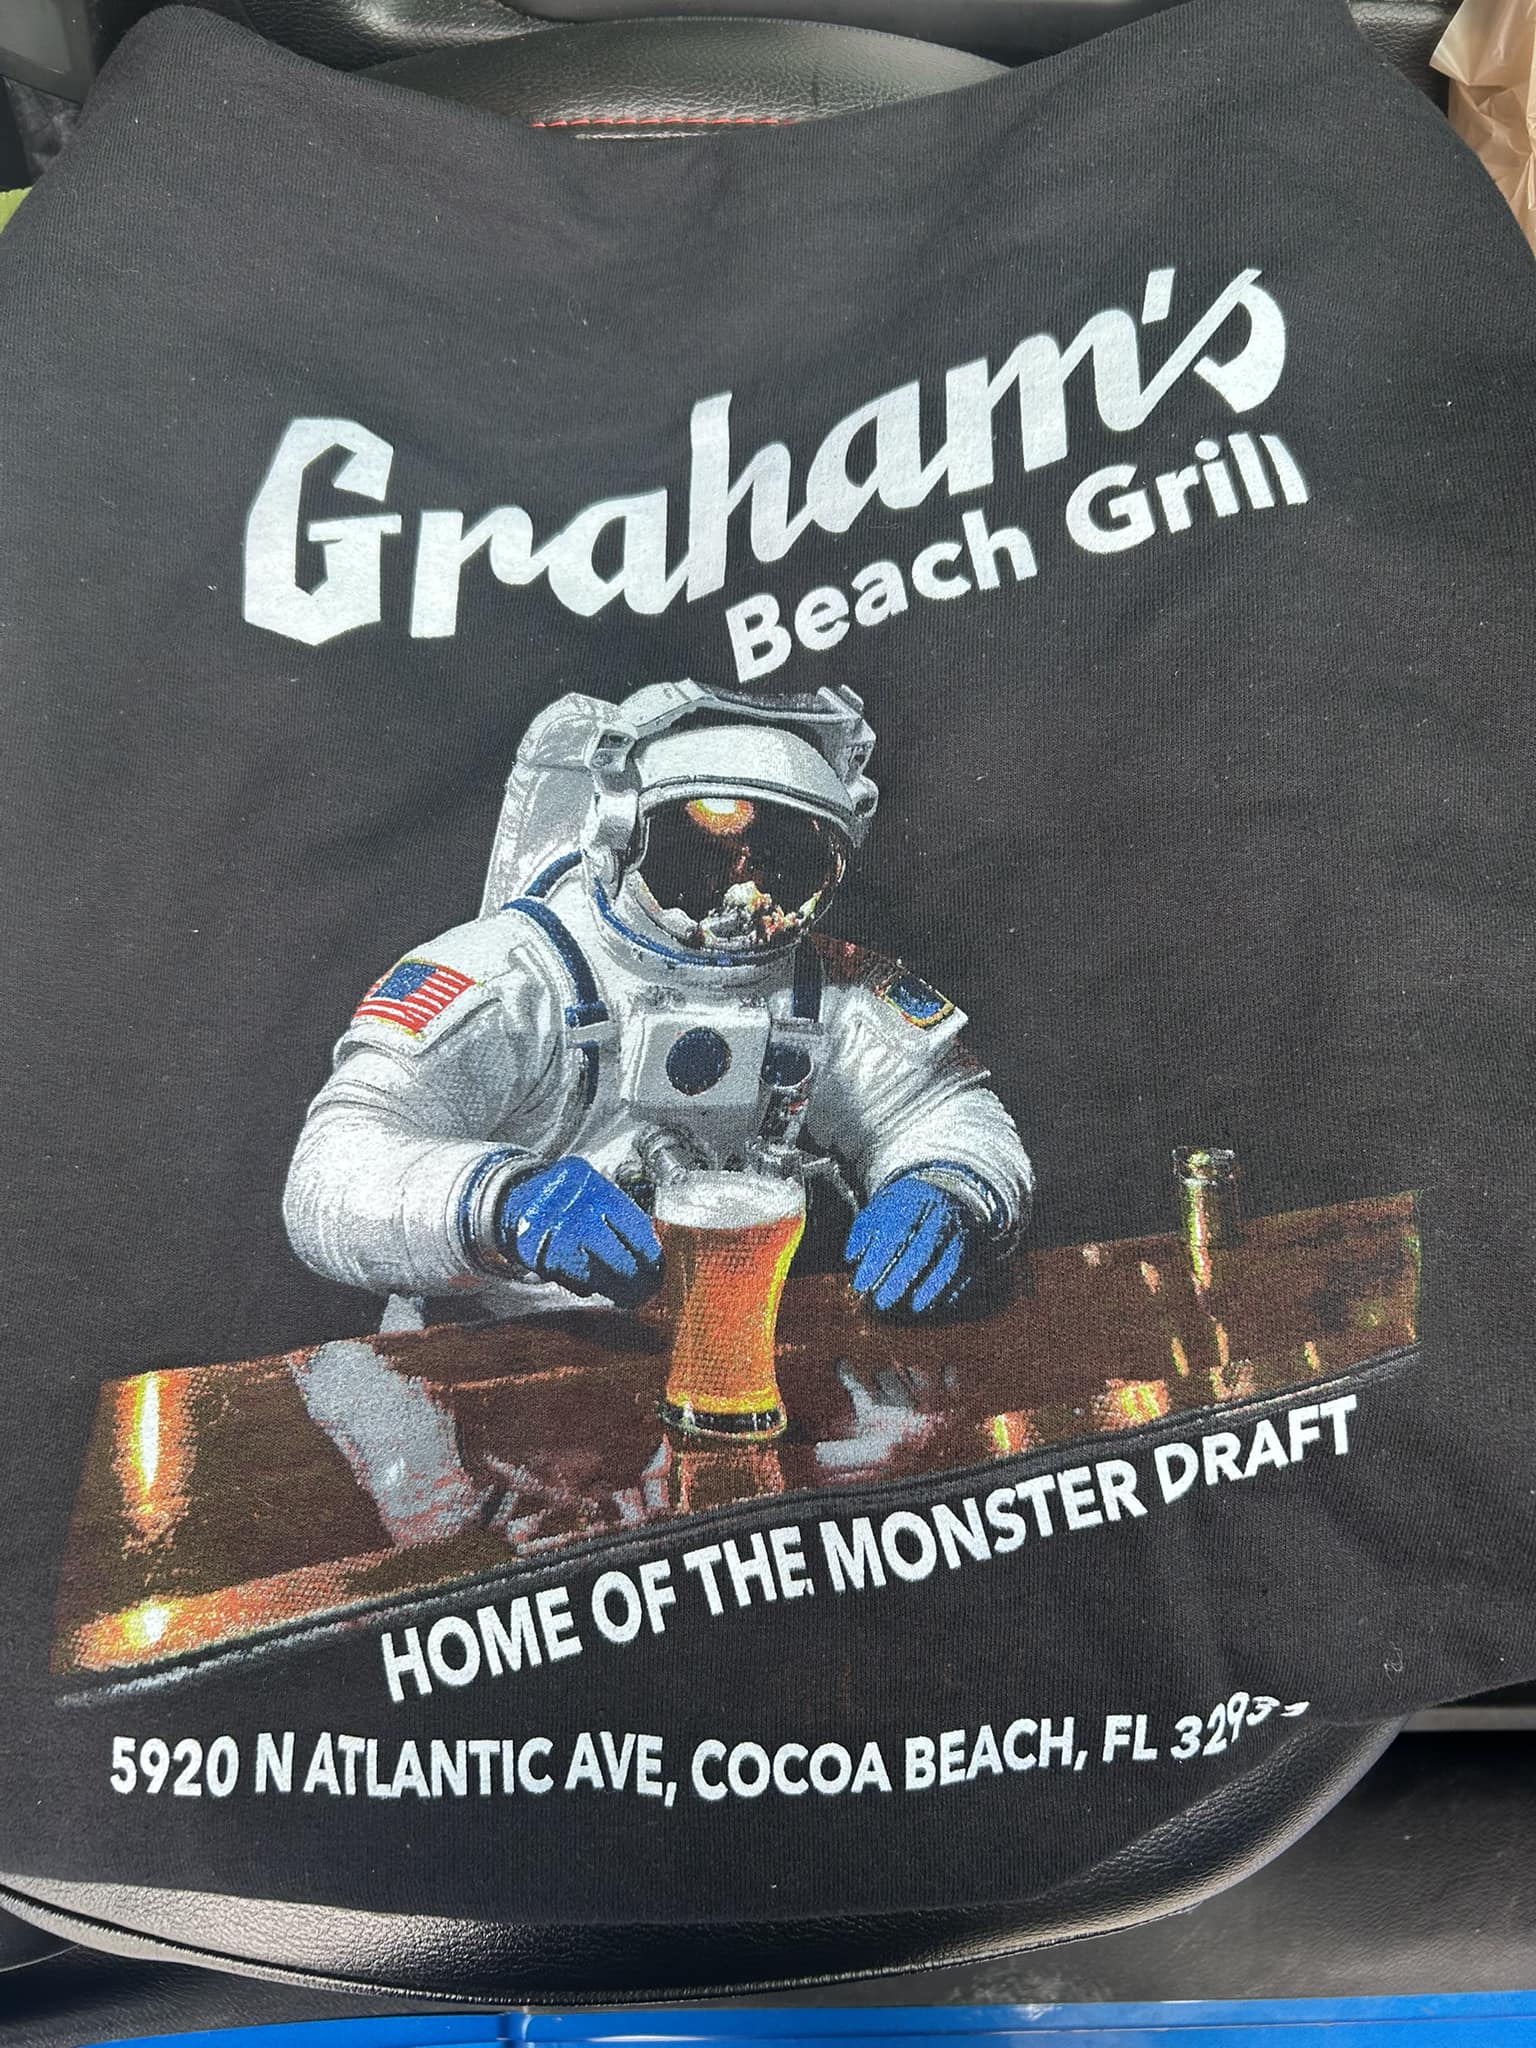 Graham's
Beach Grill
HOME OF THE MONSTER DRAFT
5920 N ATLANTIC AVE, COCOA BEACH, FL